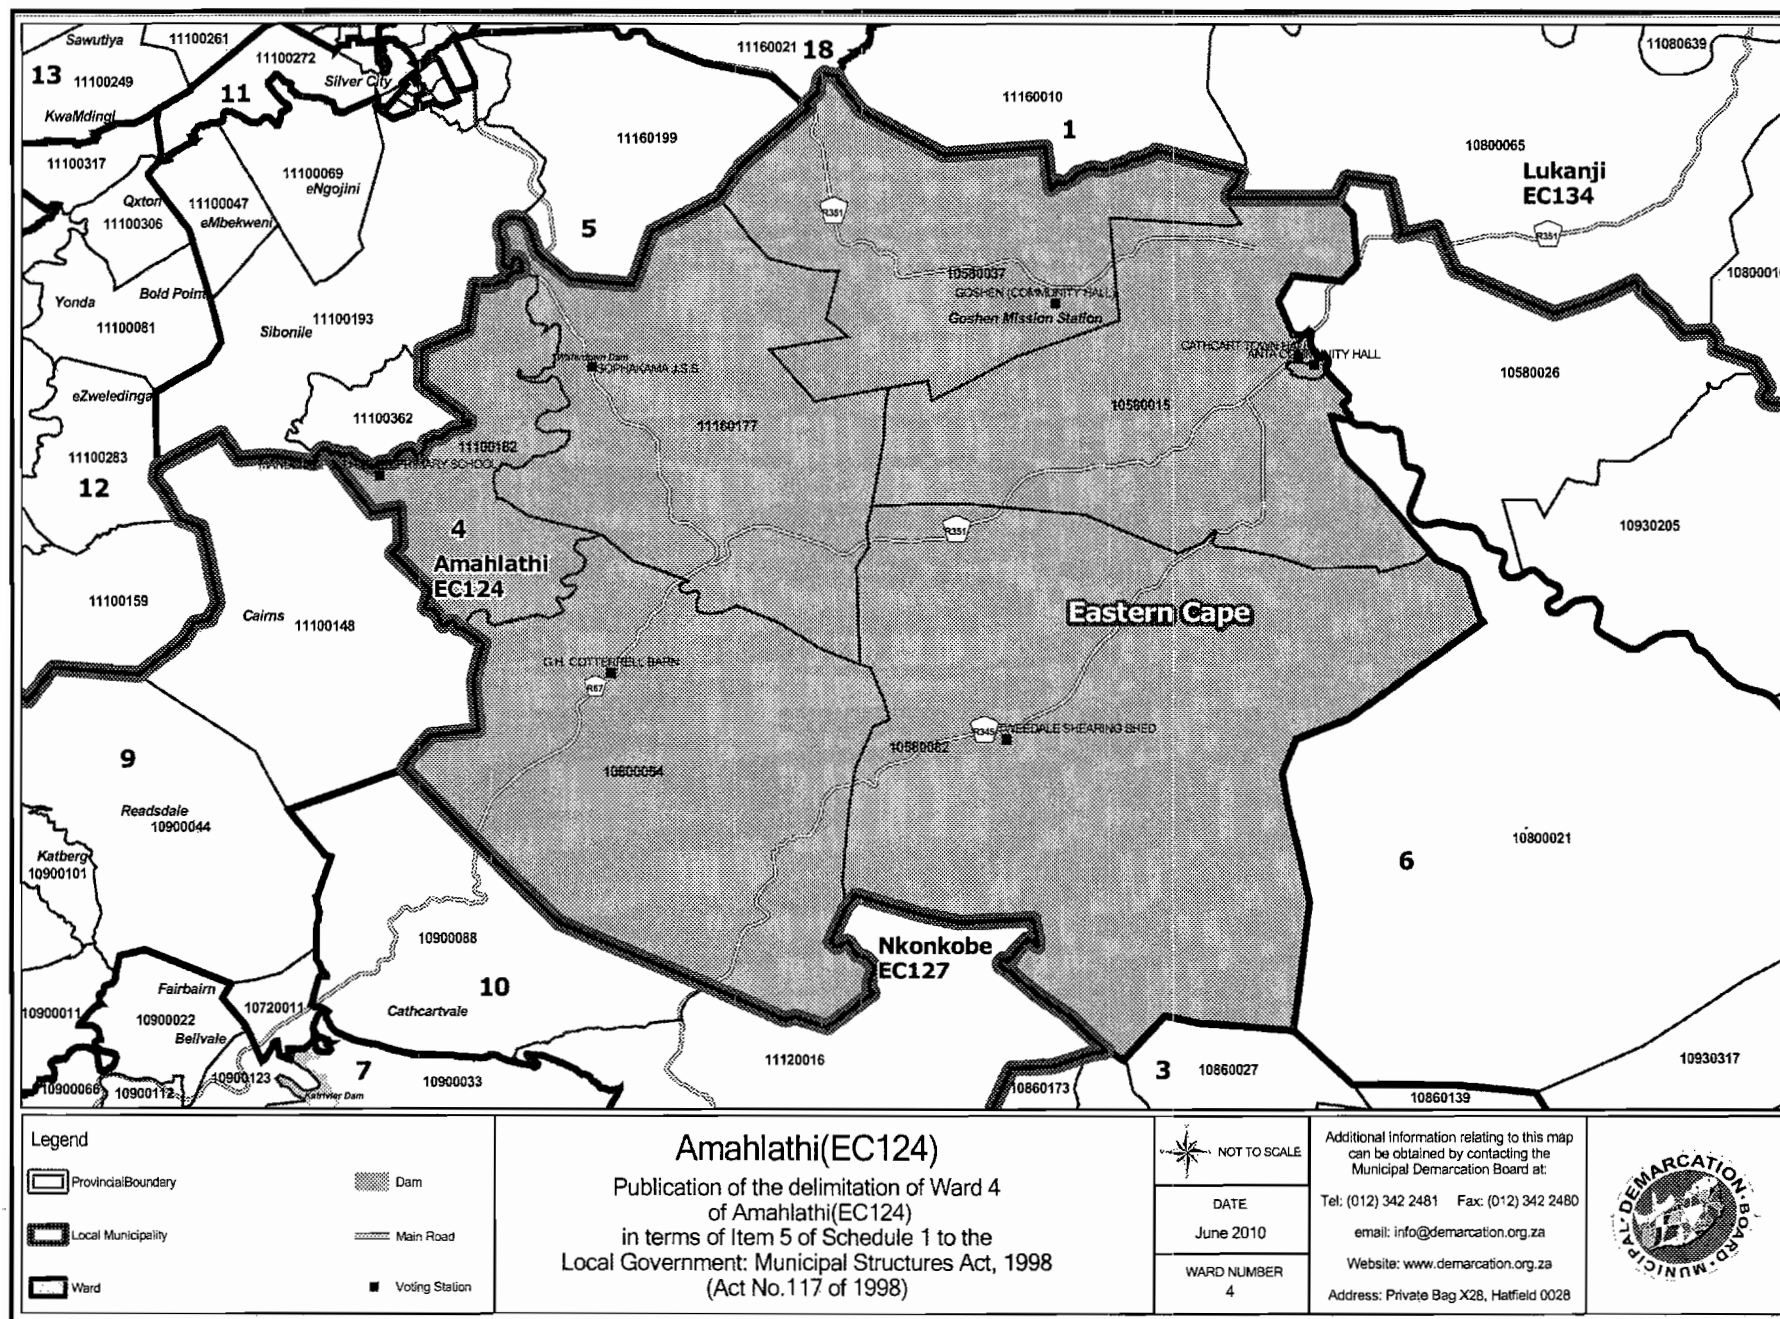 Sawutiya
11100261
11160021
18
11080639
13
11100249
11100272
Silver City
11
11160010
KwaMdingi
1
11160199
10800065
11100317
11100069
eNgojini
Lukanji
EC134
Qxton
11100047
11100306
eMbekweni
R351
5
R351
10580037
Yonda
Bold Point
GOSHEN (COMMUNITY HALL)
Goshen Mission Station
11100081
11100193
Sibonile
CATHCART TOWN HALL
COMMUNITY HALL
Waterdown Dam
J.S.S.
10580026
eZweledinga
11100362
10580015
11160177
11100182
11100283
PRIMARY SCHOOL
12
10930205
4
R351
Amahlathi
EC124
11100159
Cairns
11100148
Eastern Cape
G.H. COTTERRELL BARN
R67
R345
TWEEDALE SHEARING SHED
10580082
9
10600054
Readsdale
10900044
10800021
Katberg
10900101
6
10900088
Nkonkobe
EC127
Fairbairn
10
10720011
Cathcartvale
10900011
10900022
Bellvale
11120016
10930317
7
3
10860027
10900066
10900112
10900123
10900033
Katrivier Dam
10860173
10860139
Legend
ProvincialBoundary
Dam
Local Municipality
Main Road
Ward
Voting Station
Amahlathi(EC124)
Publication of the delimitation of Ward 4
of Amahlathi(EC124)
in terms of Item 5 of Schedule 1 to the
Local Government: Municipal Structures Act, 1998
(Act No.117 of 1998)
NOT TO SCALE
DATE
June 2010
WARD NUMBER
4
Additional information relating to this map
can be obtained by contacting the
Municipal Demarcation Board at:
Tel: (012) 342 2481 Fax: (012) 342 2480
email: info@demarcation.org.za
Website: www.demarcation.org.za
Address: Private Bag X28, Hatfield 0028
MUNICIPAL DEMARCATION BOARD